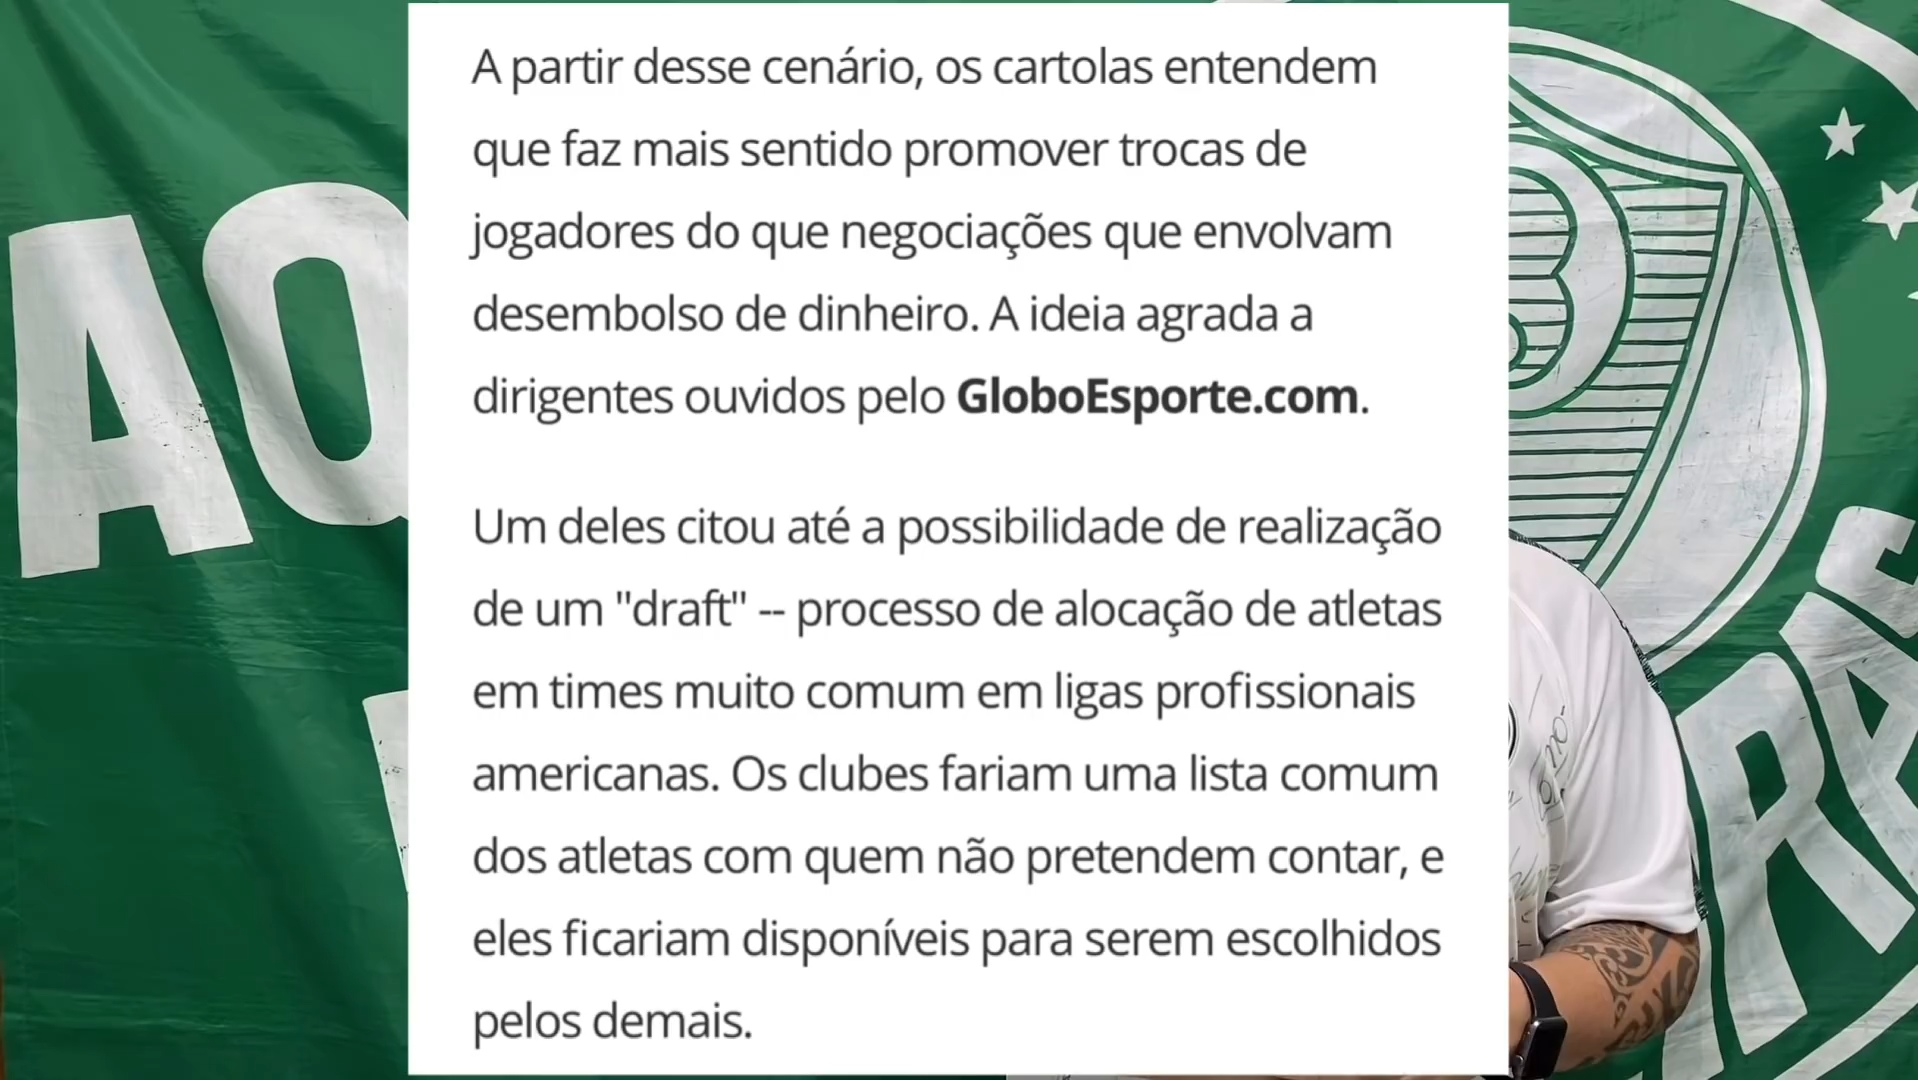 A partir desse cenário, os cartolas entendem
que faz mais sentido promover trocas de
jogadores do que negociações que envolvam
desembolso de dinheiro. A ideia agrada a
dirigentes ouvidos pelo GloboEsporte.com.
Um deles citou até a possibilidade de realização
de um "draft" -- processo de alocação de atletas
em times muito comum em ligas profissionais
americanas. Os clubes fariam uma lista comum
dos atletas com quem não pretendem contar, e
eles ficariam disponíveis para serem escolhidos
pelos demais.